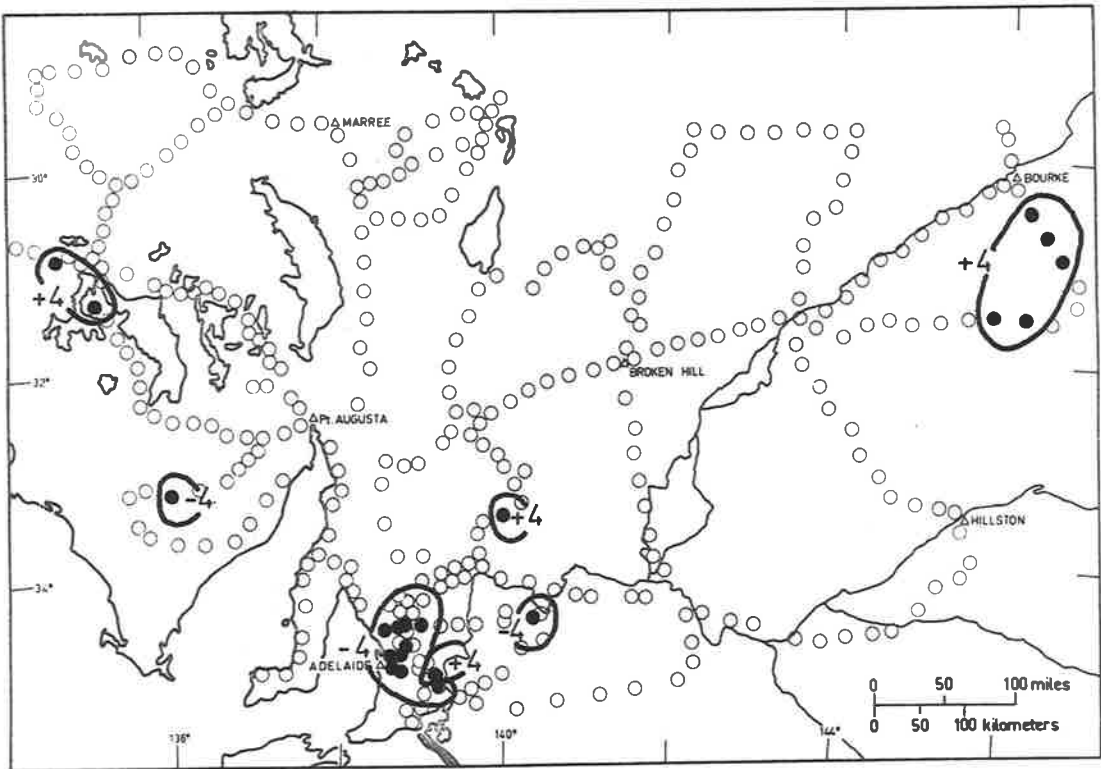 MARREE
30°
BOURKE
+4
+4
32°
BROKEN HILL
Pt. AUGUSTA
-4
+4
HILLSTON
34°
-4
-4
+4
ADELAIDE
0 50 100 miles
0 50 100 kilometers
136°
140°
144°